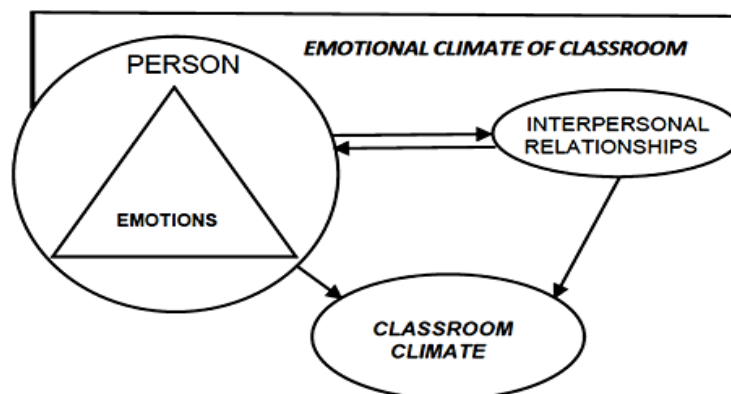 EMOTIONAL CLIMATE OF CLASSROOM
PERSON
EMOTIONS
INTERPERSONAL
RELATIONSHIPS
CLASSROOM
CLIMATE